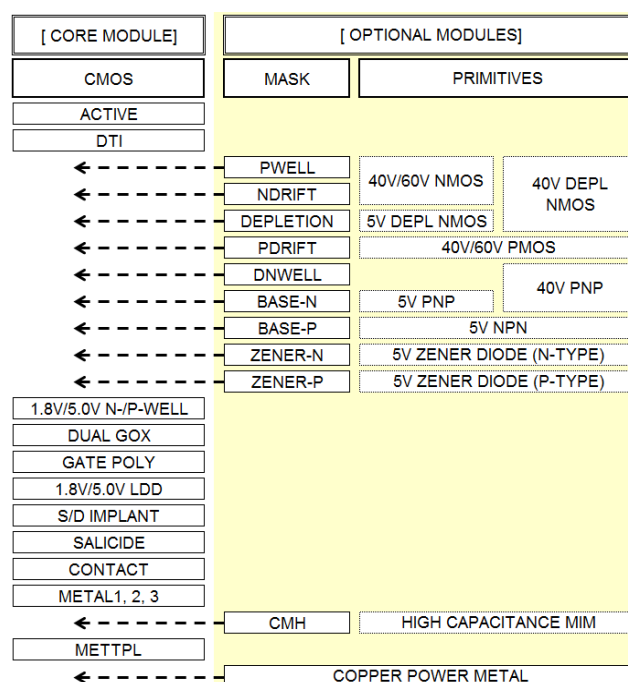 [ CORE MODULE]
[ OPTIONAL MODULES]
CMOS
MASK
PRIMITIVES
ACTIVE
DTI
PWELL
NDRIFT
40V/60V NMOS
40V DEPL
NMOS
DEPLETION
5V DEPL NMOS
PDRIFT
40V/60V PMOS
DNWELL
40V PNP
BASE-N
5V PNP
BASE-P
5V NPN
ZENER-N
5V ZENER DIODE (N-TYPE)
ZENER-P
5V ZENER DIODE (P-TYPE)
1.8V/5.0V N-/P-WELL
DUAL GOX
GATE POLY
1.8V/5.0V LDD
S/D IMPLANT
SALICIDE
CONTACT
METAL1, 2, 3
CMH
HIGH CAPACITANCE MIM
METTPL
COPPER POWER METAL